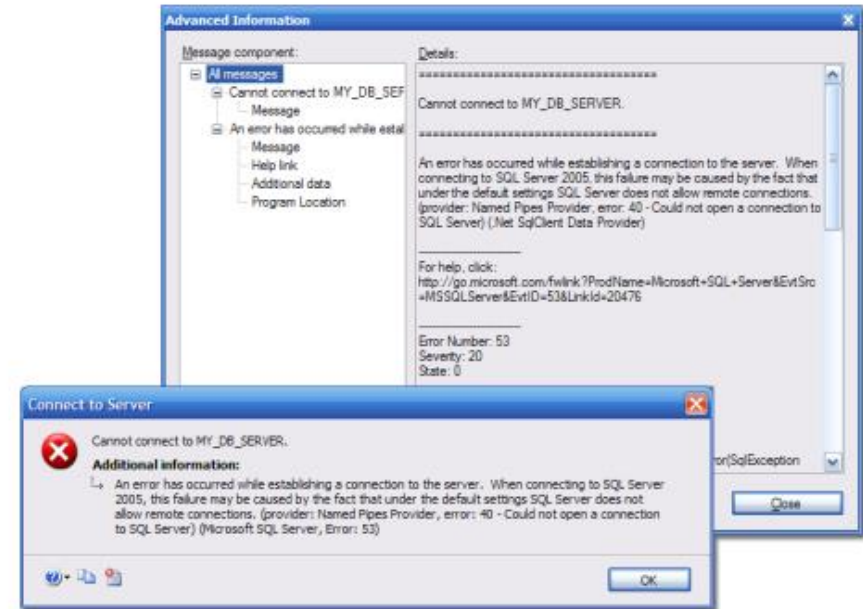 Advanced Information
Message component:
All messages
Cannot connect to MY_DB_SEF
Message
An error has occurred while estal
Message
Help link
Additional data
Program Location
Details:
====================================
Cannot connect to MY_DB_SERVER.
====================================
An error has occurred while establishing a connection to the server. When
connecting to SQL Server 2005, this failure may be caused by the fact that
under the default settings SQL Server does not allow remote connections.
(provider: Named Pipes Provider, error: 40 - Could not open a connection to
SQL Server) (.Net SqlClient Data Provider)
------------------------------
For help, click:
http://go.microsoft.com/fwlink?ProdName=Microsoft+SQL+Server&EvtSrc
=MSSQLServer&EvtID=53&LinkId=20476
------------------------------
Error Number: 53
Severity: 20
State: 0
ror(SqlException
Close
Connect to Server
Cannot connect to MY_DB_SERVER.
Additional information:
An error has occurred while establishing a connection to the server. When connecting to SQL Server
2005, this failure may be caused by the fact that under the default settings SQL Server does not
allow remote connections. (provider: Named Pipes Provider, error: 40 - Could not open a connection
to SQL Server) (Microsoft SQL Server, Error: 53)
OK